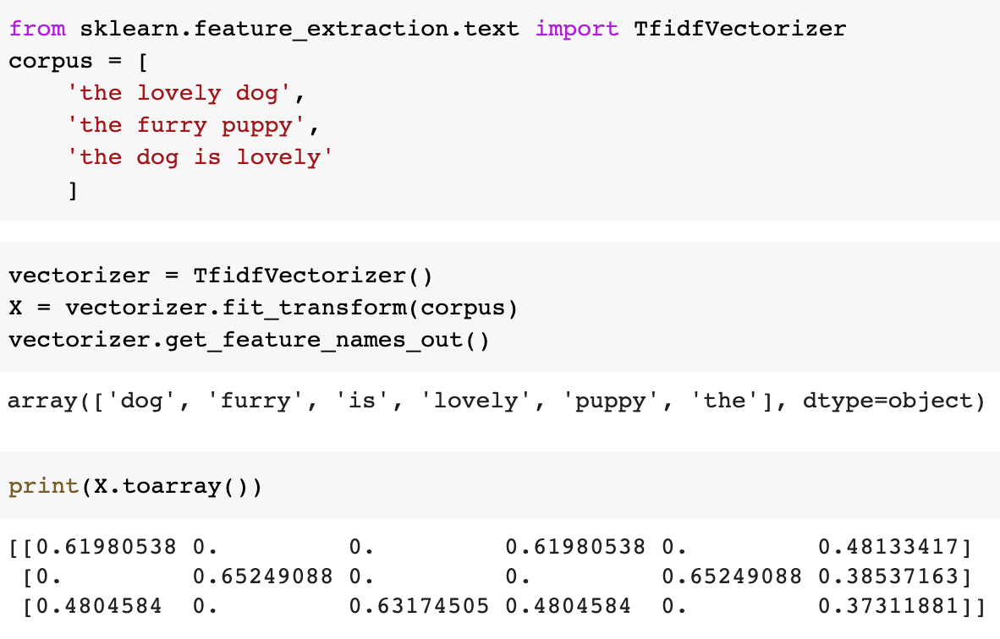 from sklearn.feature_extraction.text import TfidfVectorizer
corpus = [
    'the lovely dog',
    'the furry puppy',
    'the dog is lovely'
    ]
vectorizer = TfidfVectorizer()
X = vectorizer.fit_transform(corpus)
vectorizer.get_feature_names_out()
array(['dog', 'furry', 'is', 'lovely', 'puppy', 'the'], dtype=object)
print(X.toarray())
[[0.61980538 0.         0.         0.61980538 0.         0.48133417]
 [0.         0.65249088 0.         0.         0.65249088 0.38537163]
 [0.4804584  0.         0.63174505 0.4804584  0.         0.37311881]]